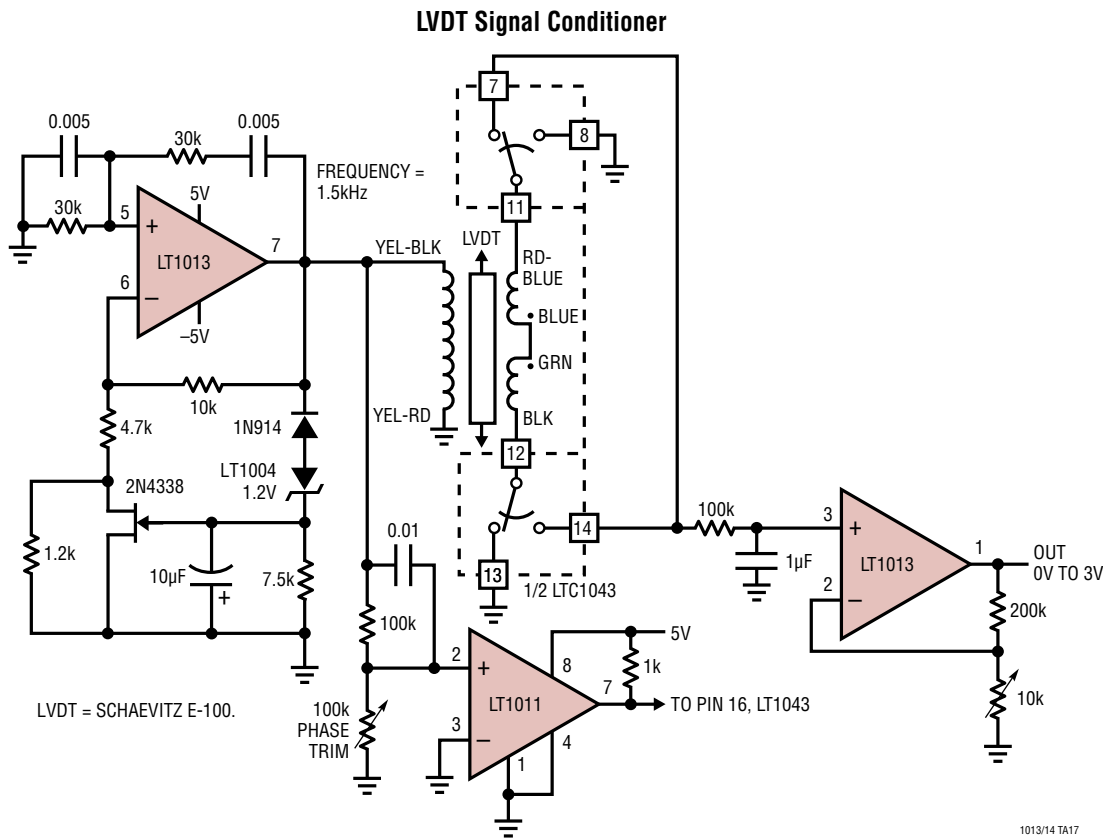 LVDT Signal Conditioner
7
8
0.005
0.005
30k
FREQUENCY =
1.5kHz
5V
30k
5
+
11
7
YEL-BLK
LVDT
RD-
BLUE
LT1013
6
–
BLUE
–5V
GRN
10k
1N914
YEL-RD
BLK
4.7k
12
LT1004
1.2V
2N4338
100k
3
+
14
0.01
1
OUT
0V TO 3V
1.2k
10µF
+
7.5k
1µF
LT1013
13
1/2 LTC1043
2
–
200k
100k
5V
2
+
8
1k
7
TO PIN 16, LT1043
10k
LT1011
LVDT = SCHAEVITZ E-100.
100k
PHASE
TRIM
3
–
4
1
1013/14 TA17